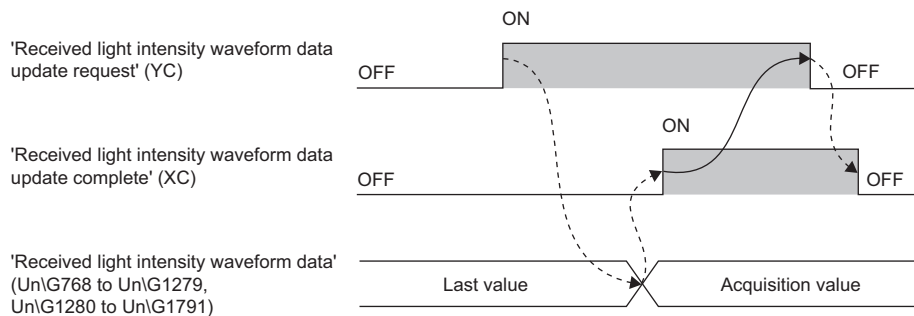 ON
'Received light intensity waveform data
update request' (YC)
OFF
OFF
ON
'Received light intensity waveform data
update complete' (XC)
OFF
OFF
'Received light intensity waveform data'
(Un\G768 to Un\G1279,
Un\G1280 to Un\G1791)
Last value
Acquisition value